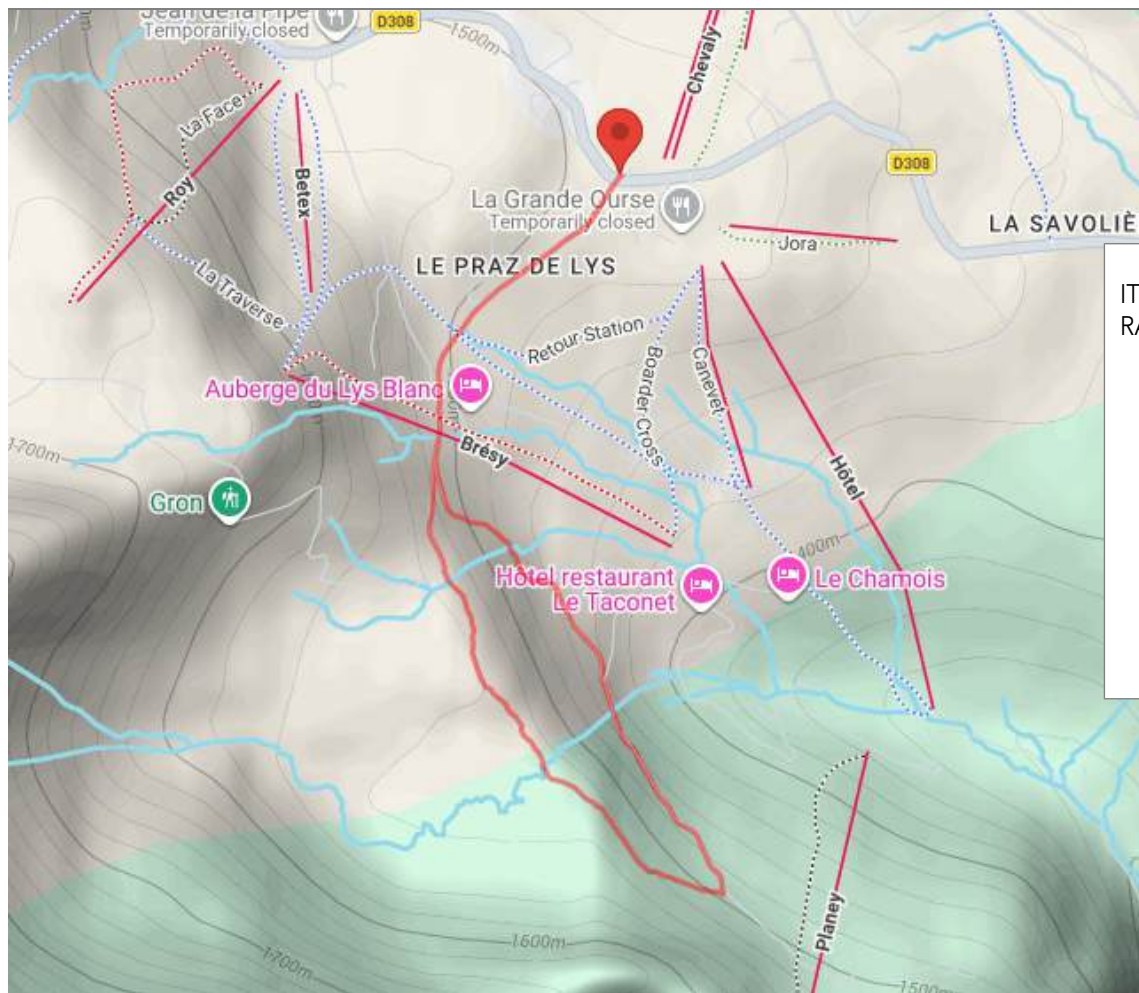 Jean de la Pipe
Temporarily closed
D308
1500m
Chevaly
La Face
Roy
Betex
D308
La Grande Ourse
Temporarily closed
LA SAVOLIÈ
Jora
LE PRAZ DE LYS
La Traverse
Retour Station
Boarder Cross
Canevet
IT
RA
Auberge du Lys Blanc
Brésy
1700m
Hôtel
Gron
400m
Hôtel restaurant
Le Taconet
Le Chamois
Planey
1600m
1700m
1500m